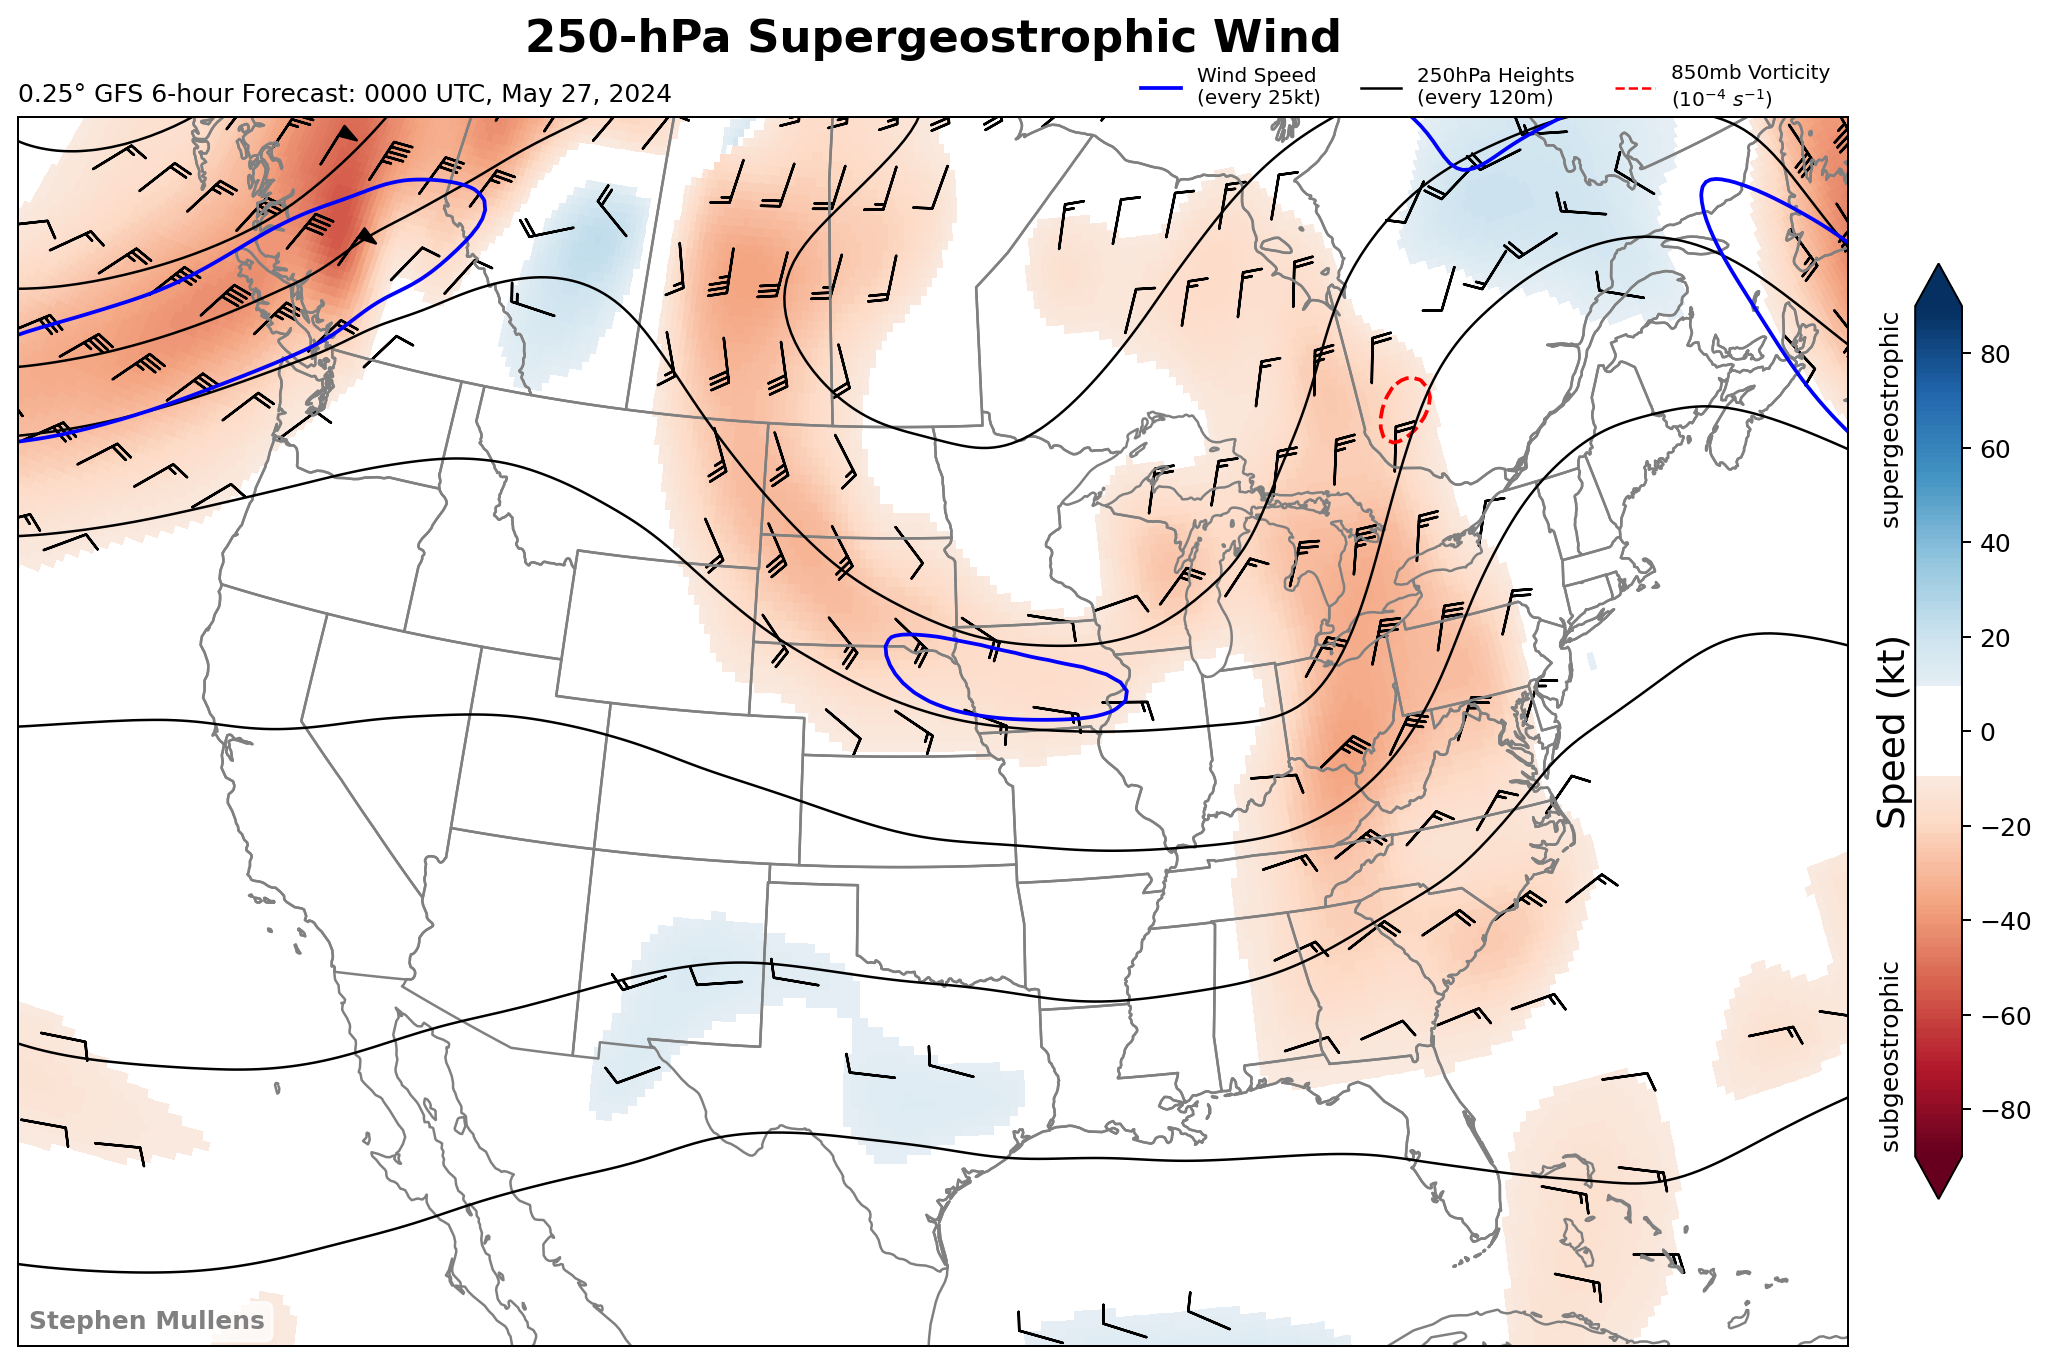 250-hPa Supergeostrophic Wind
0.25° GFS 6-hour Forecast: 0000 UTC, May 27, 2024
Wind Speed
(every 25kt)
250hPa Heights
(every 120m)
850mb Vorticity
(10⁻⁴ s⁻¹)
supergeostrophic
Speed (kt)
subgeostrophic
80
60
40
20
0
−20
−40
−60
−80
Stephen Mullens